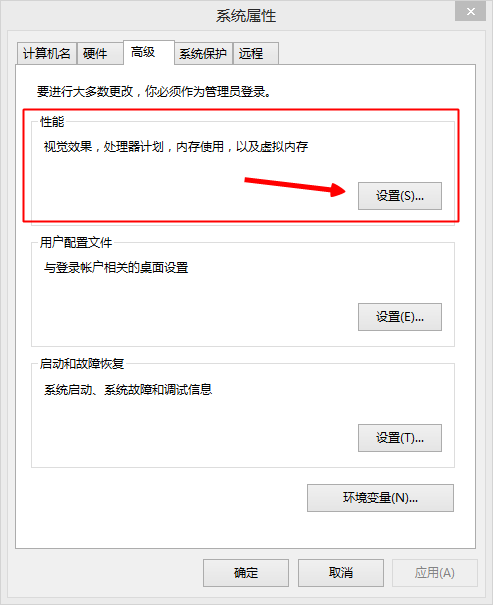 系统属性
计算机名 硬件 高级 系统保护 远程
要进行大多数更改，你必须作为管理员登录。
性能
视觉效果，处理器计划，内存使用，以及虚拟内存
设置(S)...
用户配置文件
与登录帐户相关的桌面设置
设置(E)...
启动和故障恢复
系统启动、系统故障和调试信息
设置(T)...
环境变量(N)...
确定 取消 应用(A)